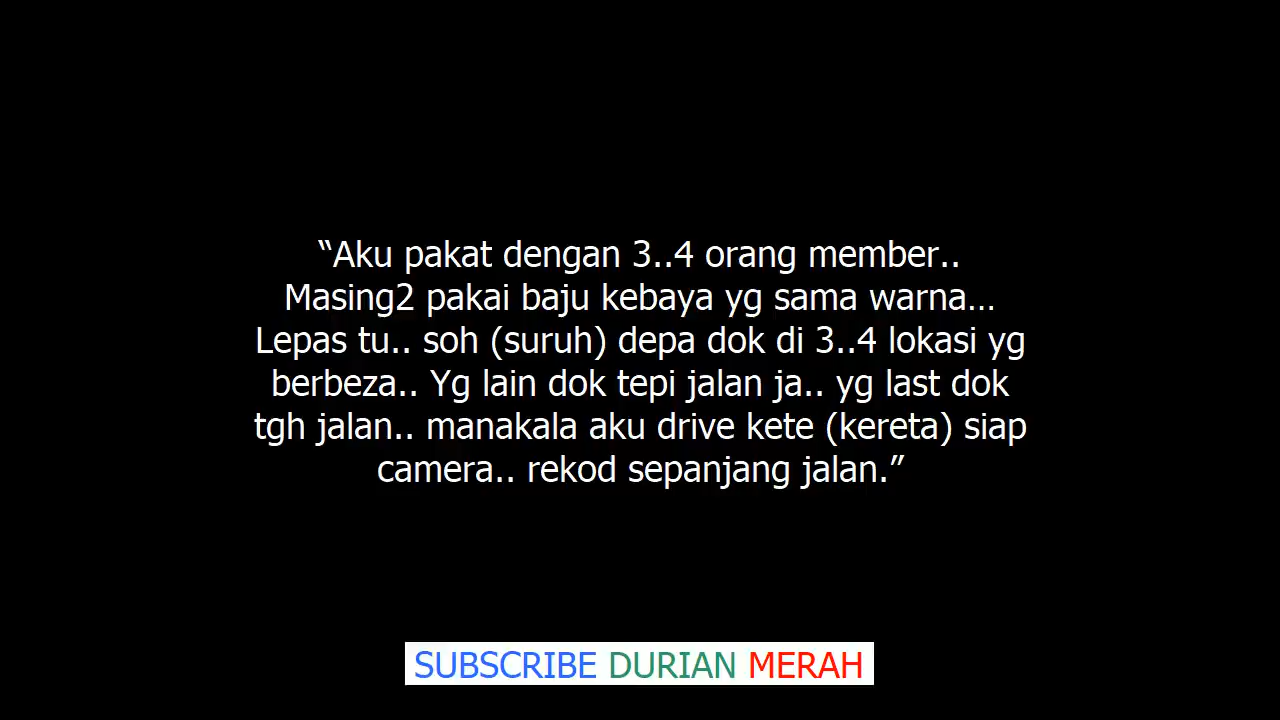 “Aku pakat dengan 3..4 orang member..
Masing2 pakai baju kebaya yg sama warna...
Lepas tu.. soh (suruh) depa dok di 3..4 lokasi yg
berbeza.. Yg lain dok tepi jalan ja.. yg last dok
tgh jalan.. manakala aku drive kete (kereta) siap
camera.. rekod sepanjang jalan.”
SUBSCRIBE DURIAN MERAH